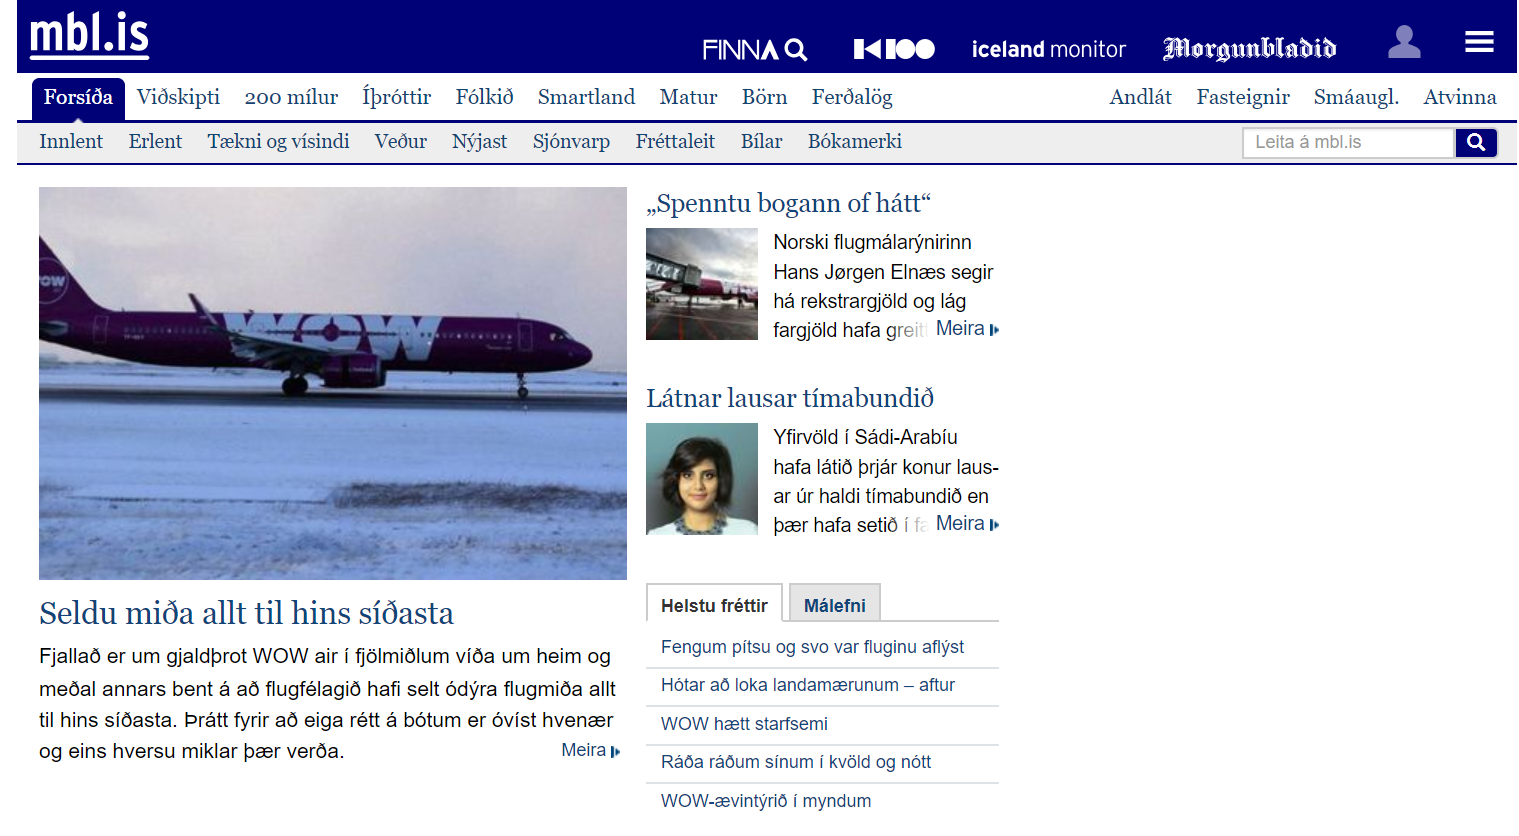 mbl.is
FINNA
K100
iceland monitor
Morgunbladid
Forsíða Viðskipti 200 mílur Íþróttir Fólkið Smartland Matur Börn Ferðalög Andlát Fasteignir Smáaugl. Atvinna
Innlent Erlent Tækni og vísindi Veður Nýjast Sjónvarp Fréttaleit Bílar Bókamerki Leita á mbl.is
WOW
WOW
Seldu miða allt til hins síðasta
Fjallað er um gjaldþrot WOW air í fjölmiðlum víða um heim og
meðal annars bent á að flugfélagið hafi selt ódýra flugmiða allt
til hins síðasta. Þrátt fyrir að eiga rétt á bótum er óvíst hvenær
og eins hversu miklar þær verða. Meira
„Spenntu bogann of hátt“
Norski flugmálarýnirinn
Hans Jørgen Elnæs segir
há rekstrargjöld og lág
fargjöld hafa greitt Meira
Látnar lausar tímabundið
Yfirvöld í Sádi-Arabíu
hafa látið þrjár konur laus-
ar úr haldi tímabundið en
þær hafa setið í fa Meira
Helstu fréttir Málefni
Fengum pítsu og svo var fluginu aflýst
Hótar að loka landamærunum – aftur
WOW hætt starfsemi
Ráða ráðum sínum í kvöld og nótt
WOW-ævintýrið í myndum